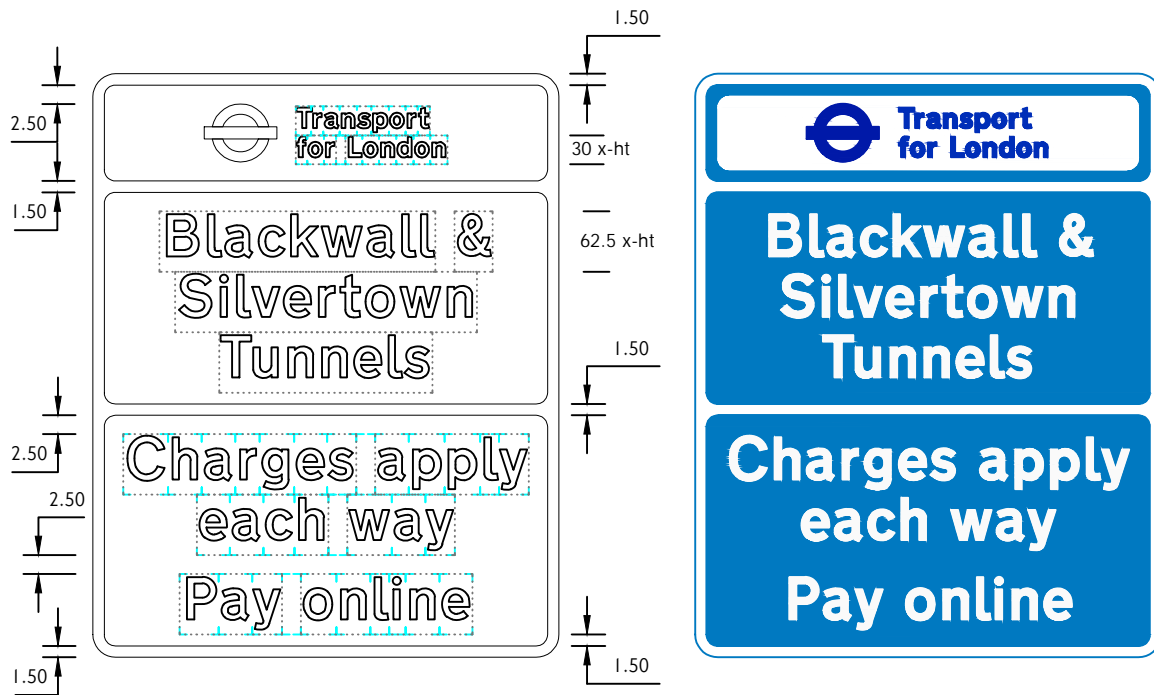 1.50
2.50
Transport
for London
30 x-ht
1.50
Blackwall &
Silvertown
Tunnels
62.5 x-ht
1.50
2.50
Charges apply
each way
2.50
Pay online
1.50
1.50
Transport
for London
Blackwall &
Silvertown
Tunnels
Charges apply
each way
Pay online